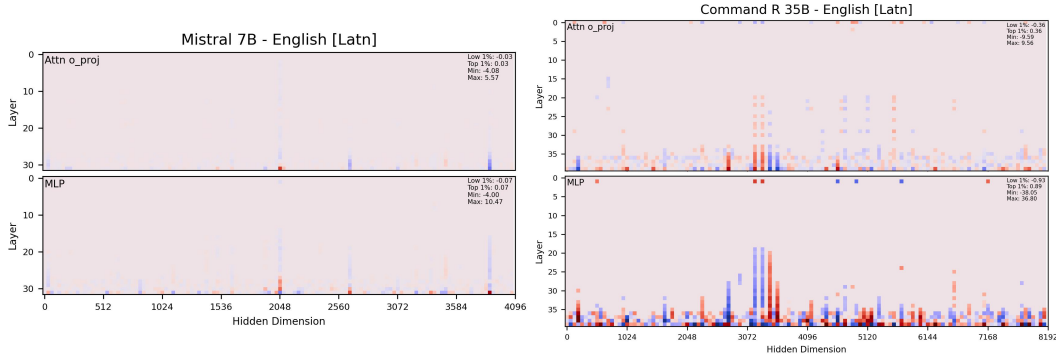 Mistral 7B - English [Latn]
Attn o_proj
Low 1%: -0.03
Top 1%: 0.03
Min: -4.08
Max: 5.57
0
10
20
30
Layer
MLP
Low 1%: -0.07
Top 1%: 0.07
Min: -4.00
Max: 10.47
0
10
20
30
Layer
0 512 1024 1536 2048 2560 3072 3584 4096
Hidden Dimension
Command R 35B - English [Latn]
Attn o_proj
Low 1%: -0.36
Top 1%: 0.36
Min: -9.59
Max: 9.56
0
5
10
15
20
25
30
35
Layer
MLP
Low 1%: -0.93
Top 1%: 0.89
Min: -38.05
Max: 36.80
0
5
10
15
20
25
30
35
Layer
0 1024 2048 3072 4096 5120 6144 7168 8192
Hidden Dimension